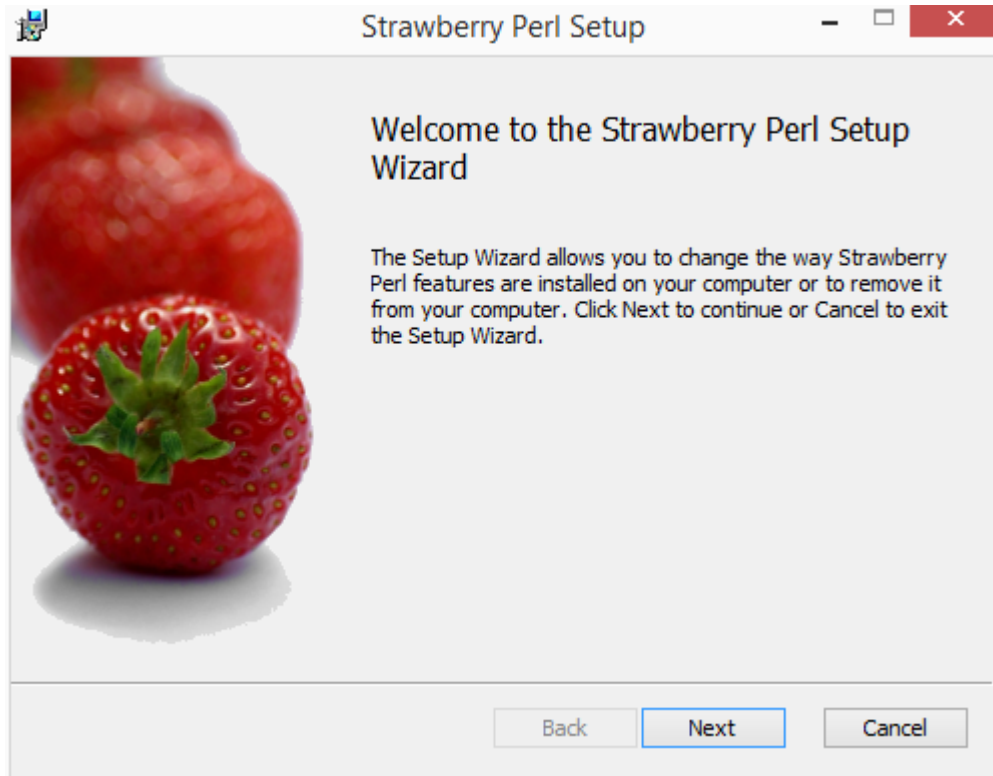 Strawberry Perl Setup
Welcome to the Strawberry Perl Setup
Wizard
The Setup Wizard allows you to change the way Strawberry
Perl features are installed on your computer or to remove it
from your computer. Click Next to continue or Cancel to exit
the Setup Wizard.
Back Next Cancel